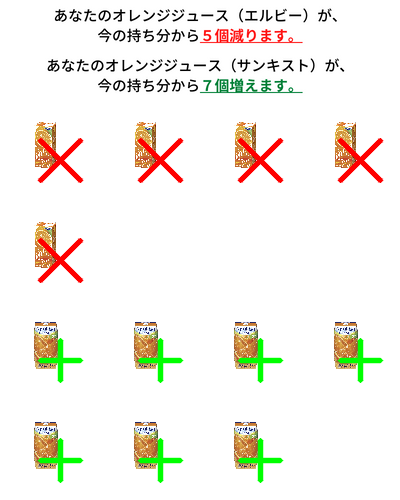 あなたのオレンジジュース（エルビー）が、
今の持ち分から５個減ります。
あなたのオレンジジュース（サンキスト）が、
今の持ち分から７個増えます。